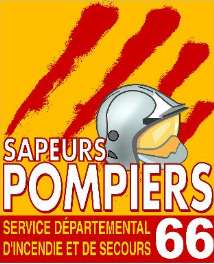 SAPEURS
POMPIERS
SERVICE DÉPARTEMENTAL
D'INCENDIE ET DE SECOURS
66